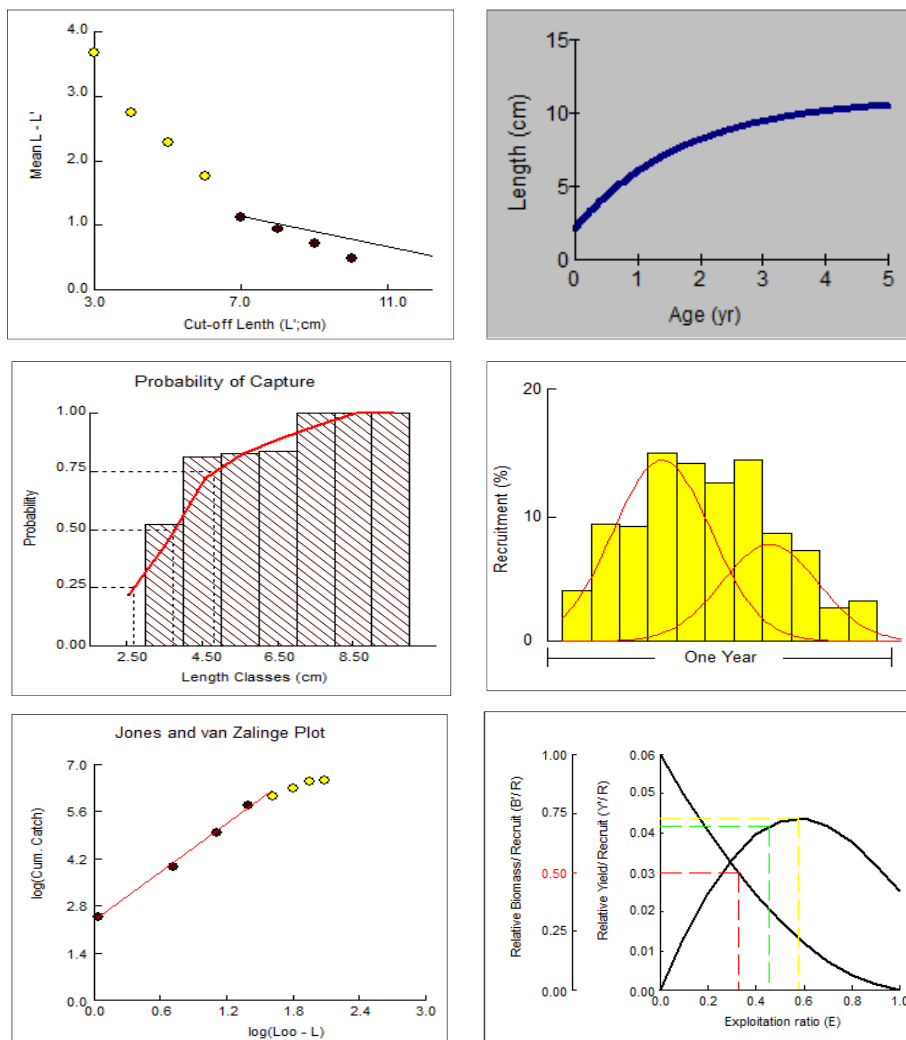 4.0
3.0
2.0
1.0
0.0
Mean L - L'
3.0 7.0 11.0
Cut-off Lenth (L';cm)
15
10
5
0
Length (cm)
0 1 2 3 4 5
Age (yr)
Probability of Capture
1.00
0.75
0.50
0.25
0.00
Probability
2.50 4.50 6.50 8.50
Length Classes (cm)
20
10
0
Recruitment (%)
One Year
Jones and van Zalinge Plot
7.0
5.6
4.2
2.8
1.4
0.0
log(Cum. Catch)
0.0 0.6 1.2 1.8 2.4 3.0
log(Loo - L)
1.00
0.75
0.50
0.25
0.00
Relative Biomass/ Recruit (B'/ R)
0.06
0.05
0.04
0.03
0.02
0.01
0.00
Relative Yield/ Recruit (Y'/ R)
0.0 0.2 0.4 0.6 0.8 1.0
Exploitation ratio (E)